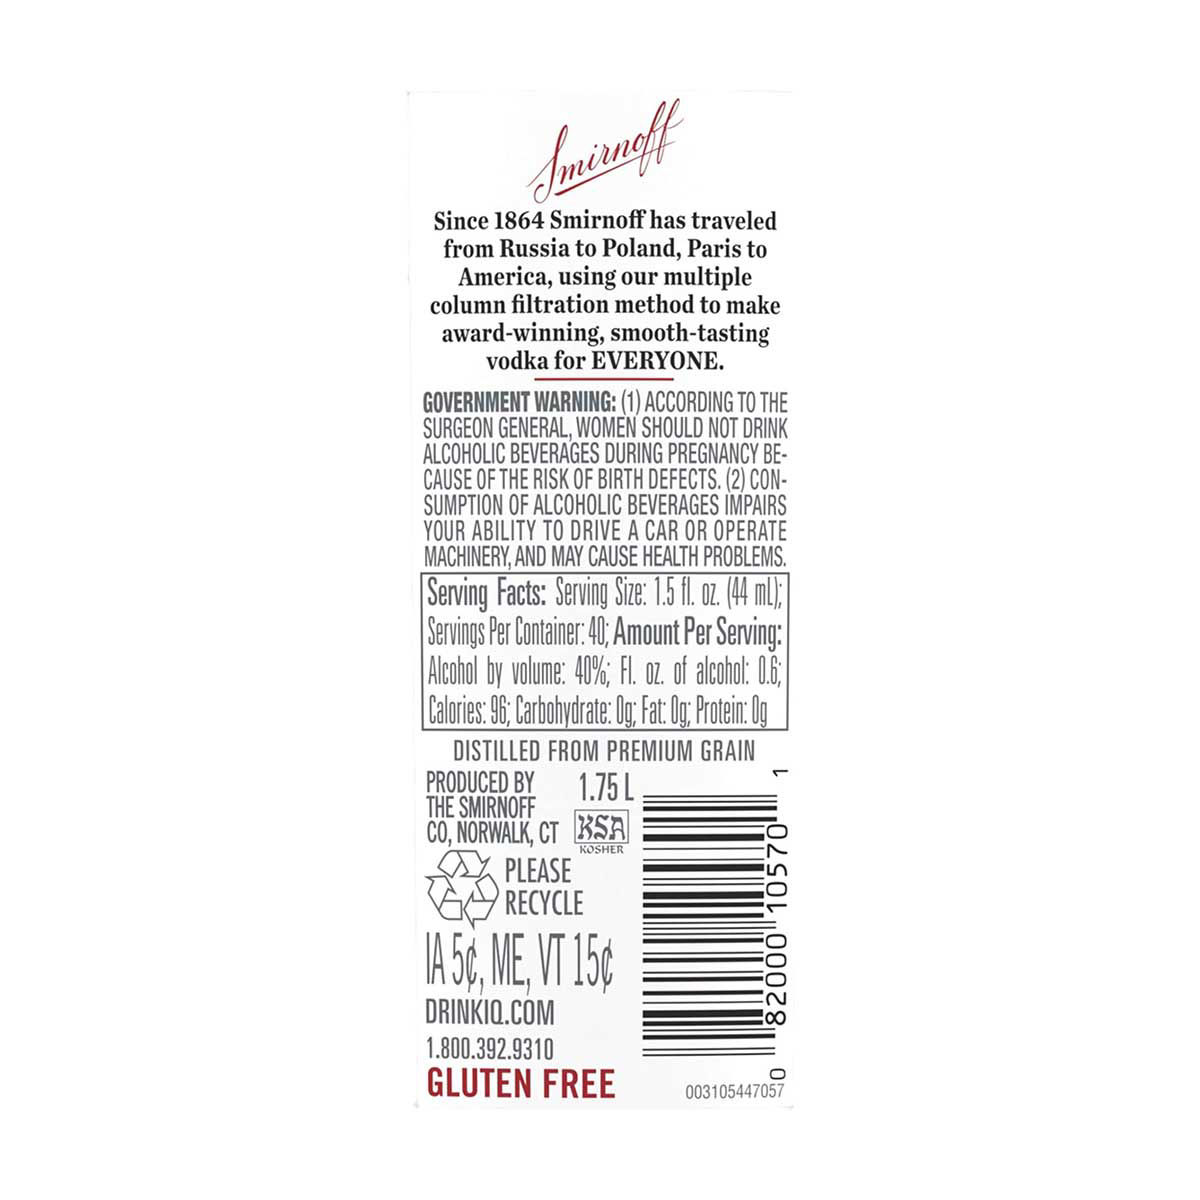 Smirnoff
Since 1864 Smirnoff has traveled
from Russia to Poland, Paris to
America, using our multiple
column filtration method to make
award-winning, smooth-tasting
vodka for EVERYONE.
GOVERNMENT WARNING: (1) ACCORDING TO THE
SURGEON GENERAL, WOMEN SHOULD NOT DRINK
ALCOHOLIC BEVERAGES DURING PREGNANCY BE-
CAUSE OF THE RISK OF BIRTH DEFECTS. (2) CON-
SUMPTION OF ALCOHOLIC BEVERAGES IMPAIRS
YOUR ABILITY TO DRIVE A CAR OR OPERATE
MACHINERY, AND MAY CAUSE HEALTH PROBLEMS.
Serving Facts: Serving Size: 1.5 fl. oz. (44 mL);
Servings Per Container: 40; Amount Per Serving:
Alcohol by volume: 40%; Fl. oz. of alcohol: 0.6;
Calories: 96; Carbohydrate: 0g; Fat: 0g; Protein: 0g
DISTILLED FROM PREMIUM GRAIN
PRODUCED BY
THE SMIRNOFF
CO, NORWALK, CT
1.75 L
KSA
KOSHER
PLEASE
RECYCLE
IA 5¢, ME, VT 15¢
DRINKIQ.COM
1.800.392.9310
GLUTEN FREE
0 82000 10570 1
003105447057